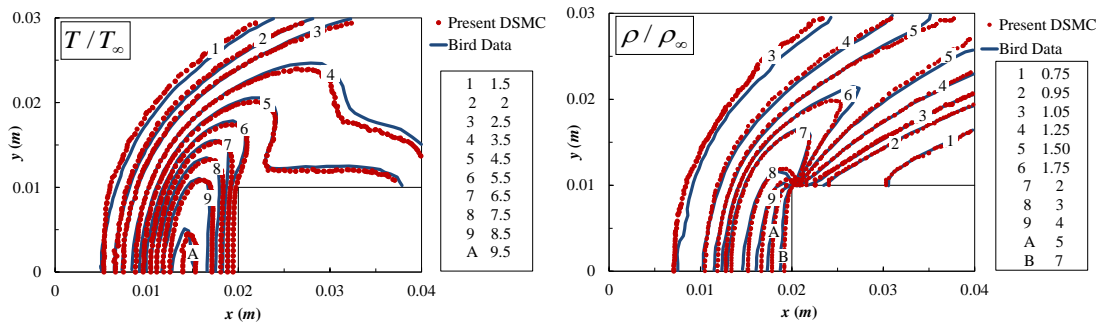 T / T∞
Present DSMC
Bird Data
1 1.5
2 2
3 2.5
4 3.5
5 4.5
6 5.5
7 6.5
8 7.5
9 8.5
A 9.5
1
2
3
4
5
6
7
8
9
A
0.03
0.02
0.01
0
y (m)
0 0.01 0.02 0.03 0.04
x (m)
ρ / ρ∞
Present DSMC
Bird Data
1 0.75
2 0.95
3 1.05
4 1.25
5 1.50
6 1.75
7 2
8 3
9 4
A 5
B 7
3
4
5
5
6
4
7
3
8
2
1
9
A
B
0.03
0.02
0.01
0
y (m)
0 0.01 0.02 0.03 0.04
x (m)